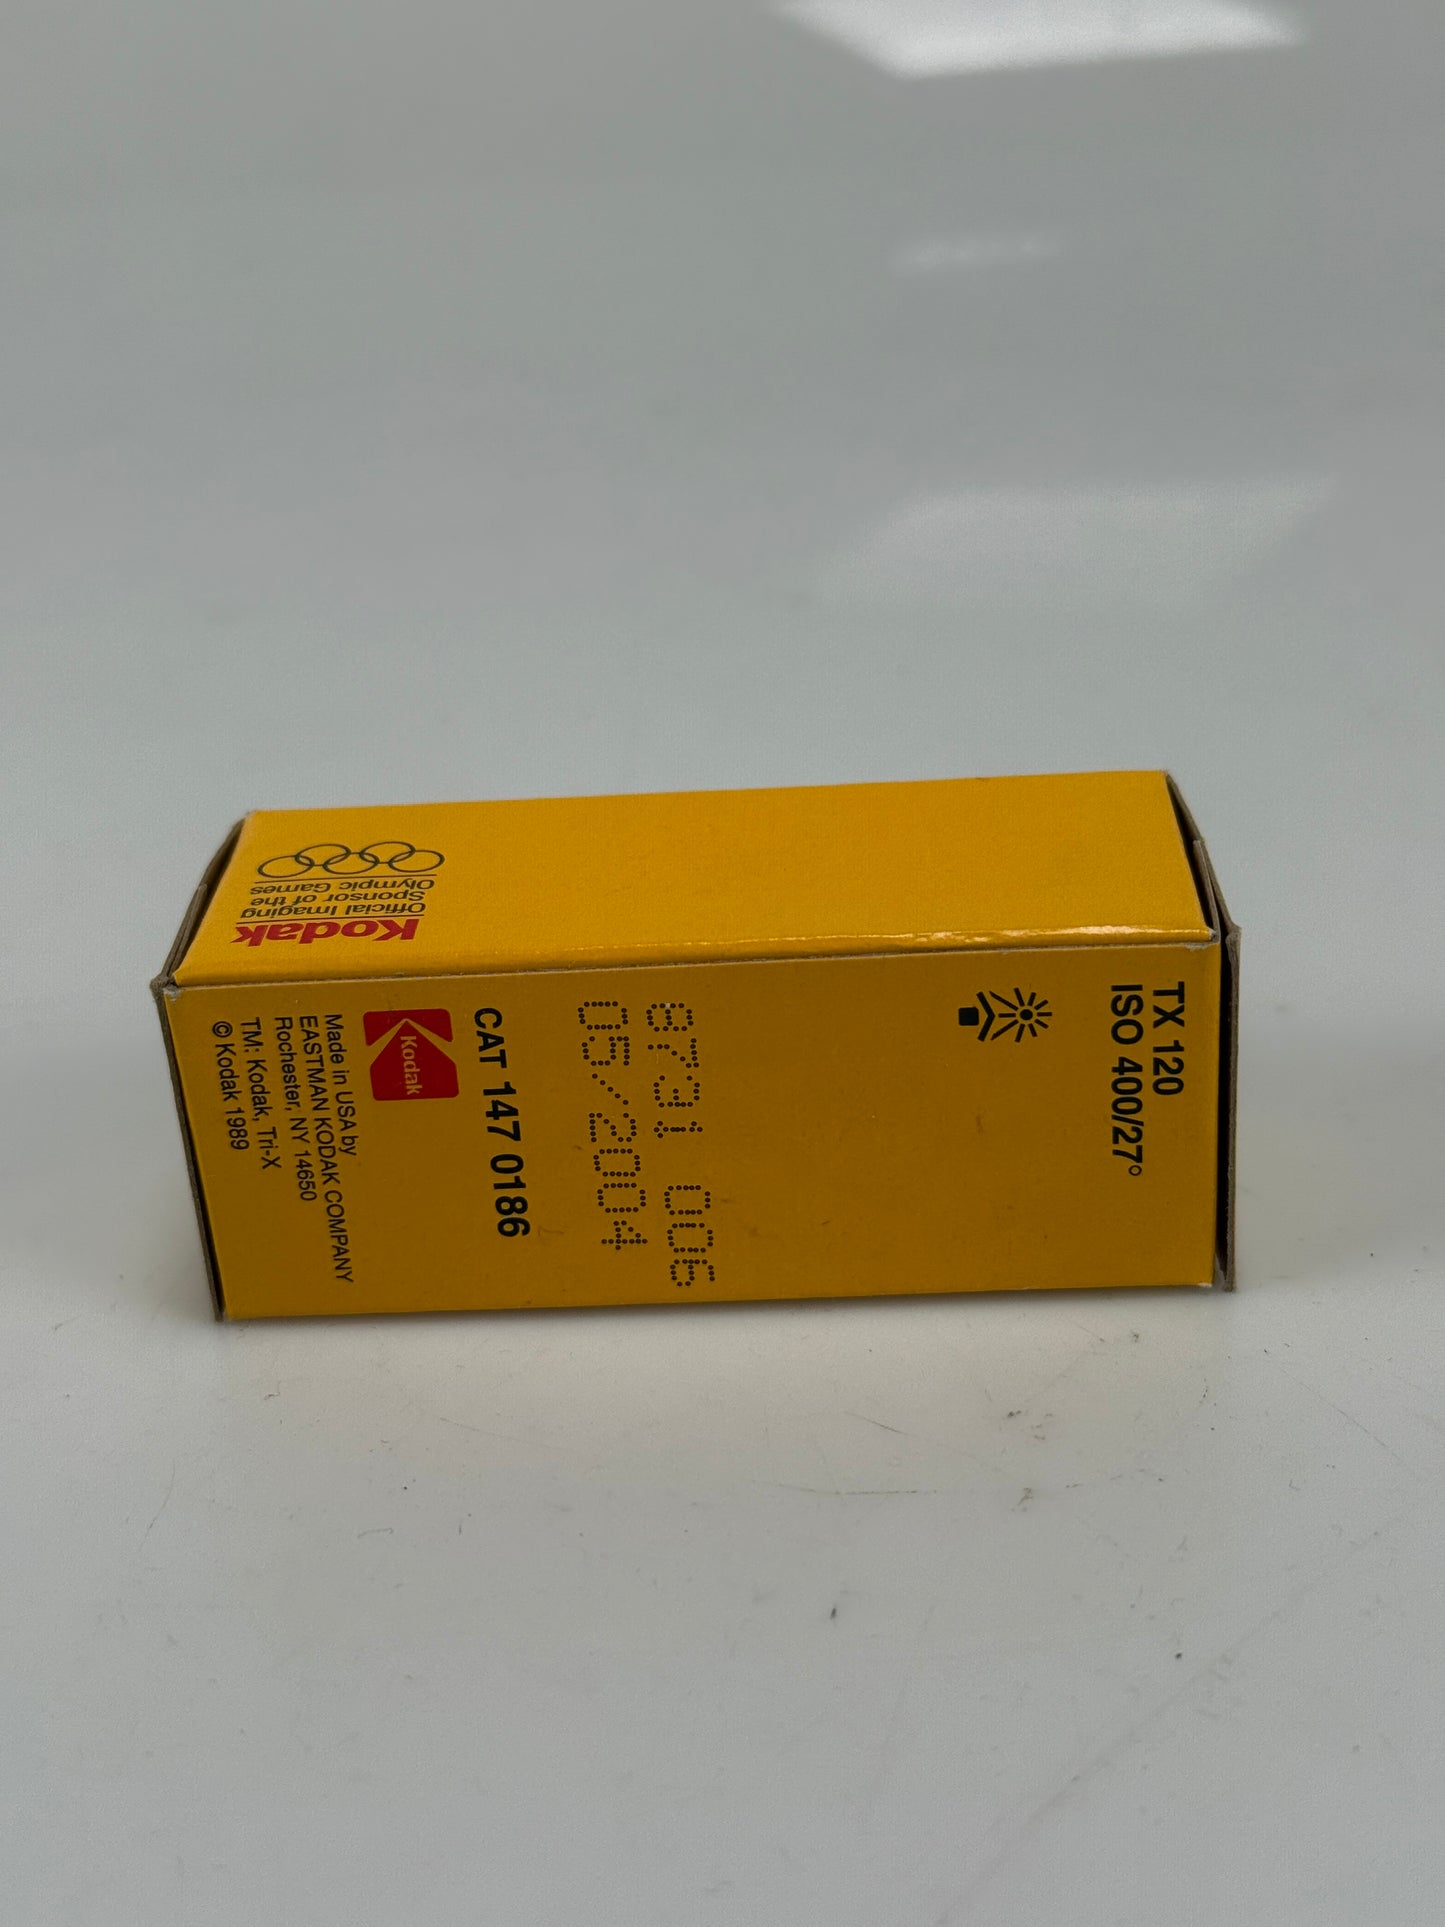 Kodak
Official Imaging
Sponsor of the
Olympic Games
TX 120
ISO 400/27°
8731 006
05/2004
CAT 147 0186
Kodak
Made in USA by
EASTMAN KODAK COMPANY
Rochester, NY 14650
TM: Kodak, Tri-X
© Kodak 1989